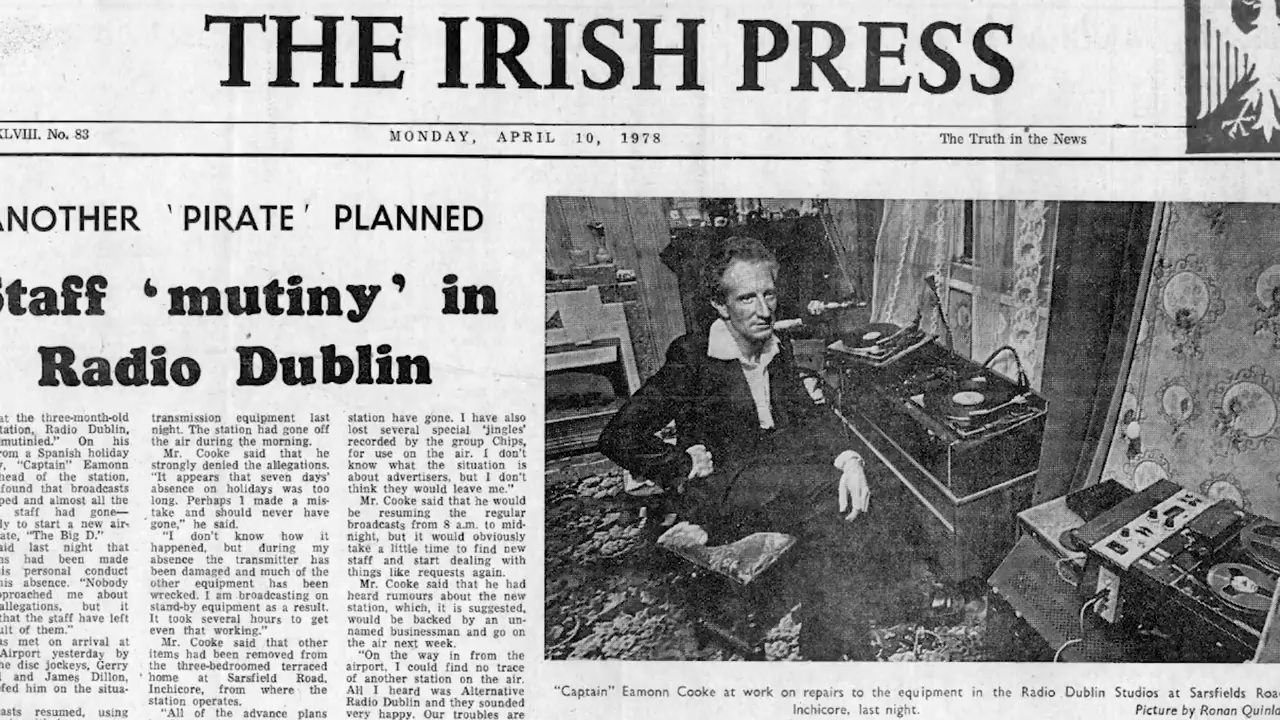 THE IRISH PRESS
XLVIII. No. 83
MONDAY, APRIL 10, 1978
The Truth in the News
ANOTHER 'PIRATE' PLANNED
Staff 'mutiny' in
Radio Dublin
at the three-month-old
station, Radio Dublin,
"mutinied." On his
from a Spanish holiday
"Captain" Eamonn
head of the station,
found that broadcasts
and almost all the
staff had gone—
to start a new air-
"The Big D."
said last night that
had been made
his personal conduct
his absence. "Nobody
approached me about
allegations, but it
that the staff have left
of them."
was met on arrival at
Airport yesterday by
the disc jockeys, Gerry
and James Dillon,
him on the situa-
resumed, using
transmission equipment last
night. The station had gone off
the air during the morning.
Mr. Cooke said that he
strongly denied the allegations.
"It appears that seven days'
absence on holidays was too
long. Perhaps I made a mis-
take and should never have
gone," he said.
"I don't know how it
happened, but during my
absence the transmitter has
been damaged and much of the
other equipment has been
wrecked. I am broadcasting on
stand-by equipment as a result.
It took several hours to get
even that working."
Mr. Cooke said that other
items had been removed from
the three-bedroomed terraced
home at Sarsfield Road,
Inchicore, from where the
station operates.
"All of the advance plans
station have gone. I have also
lost several special 'jingles'
recorded by the group Chips,
for use on the air. I don't
know what the situation is
about advertisers, but I don't
think they would leave me."
Mr. Cooke said that he would
be resuming the regular
broadcasts from 8 a.m. to mid-
night, but it would obviously
take a little time to find new
staff and start dealing with
things like requests again.
Mr. Cooke said that he had
heard rumours about the new
station, which, it is suggested,
would be backed by an un-
named businessman and go on
the air next week.
"On the way in from the
airport, I could find no trace
of another station on the air.
All I heard was Alternative
Radio Dublin and they sounded
very happy. Our troubles are
"Captain" Eamonn Cooke at work on repairs to the equipment in the Radio Dublin Studios at Sarsfields Road
Inchicore, last night.
Picture by Ronan Quinlan